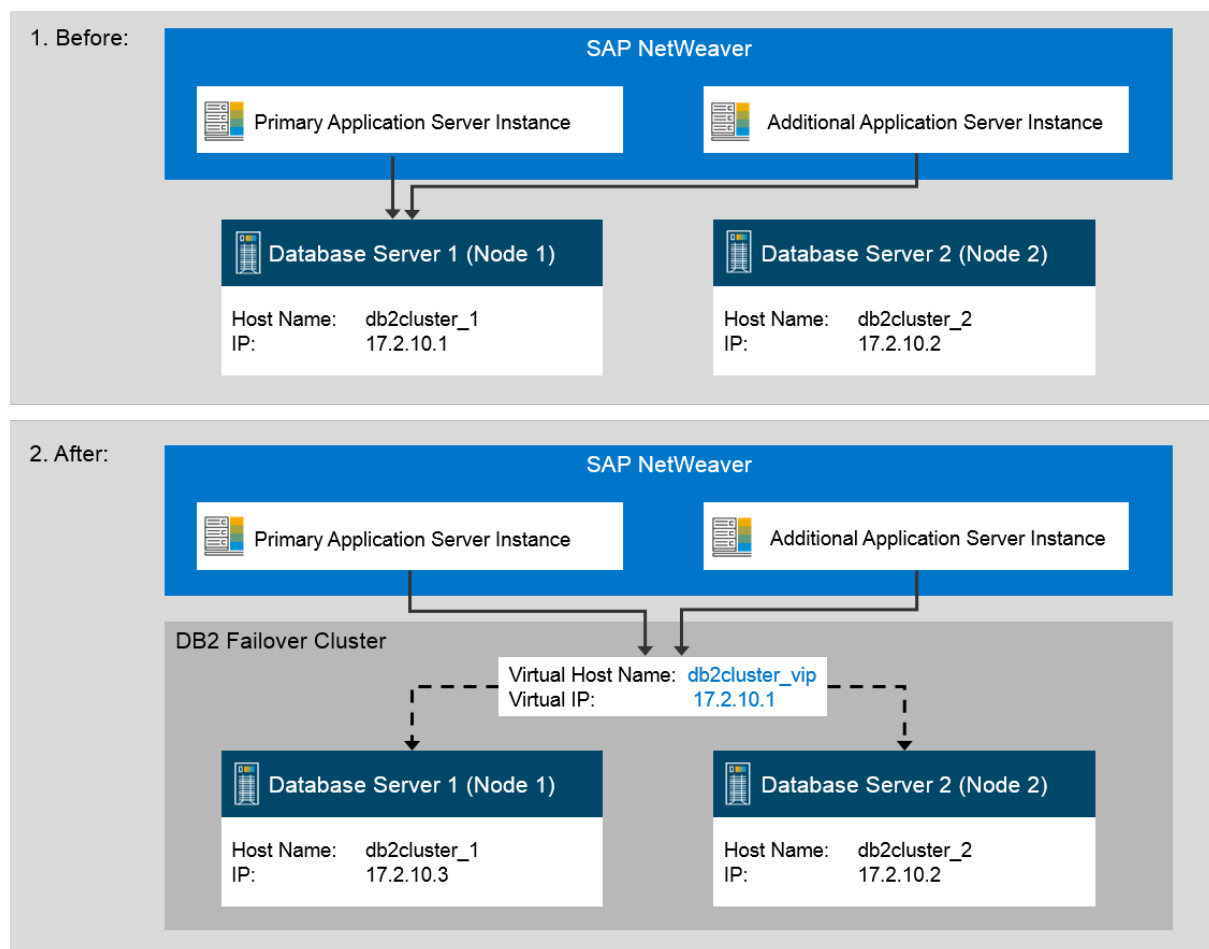 1. Before:
SAP NetWeaver
Primary Application Server Instance
Additional Application Server Instance
Database Server 1 (Node 1)
Host Name: db2cluster_1
IP: 17.2.10.1
Database Server 2 (Node 2)
Host Name: db2cluster_2
IP: 17.2.10.2
2. After:
SAP NetWeaver
Primary Application Server Instance
Additional Application Server Instance
DB2 Failover Cluster
Virtual Host Name: db2cluster_vip
Virtual IP: 17.2.10.1
Database Server 1 (Node 1)
Host Name: db2cluster_1
IP: 17.2.10.3
Database Server 2 (Node 2)
Host Name: db2cluster_2
IP: 17.2.10.2